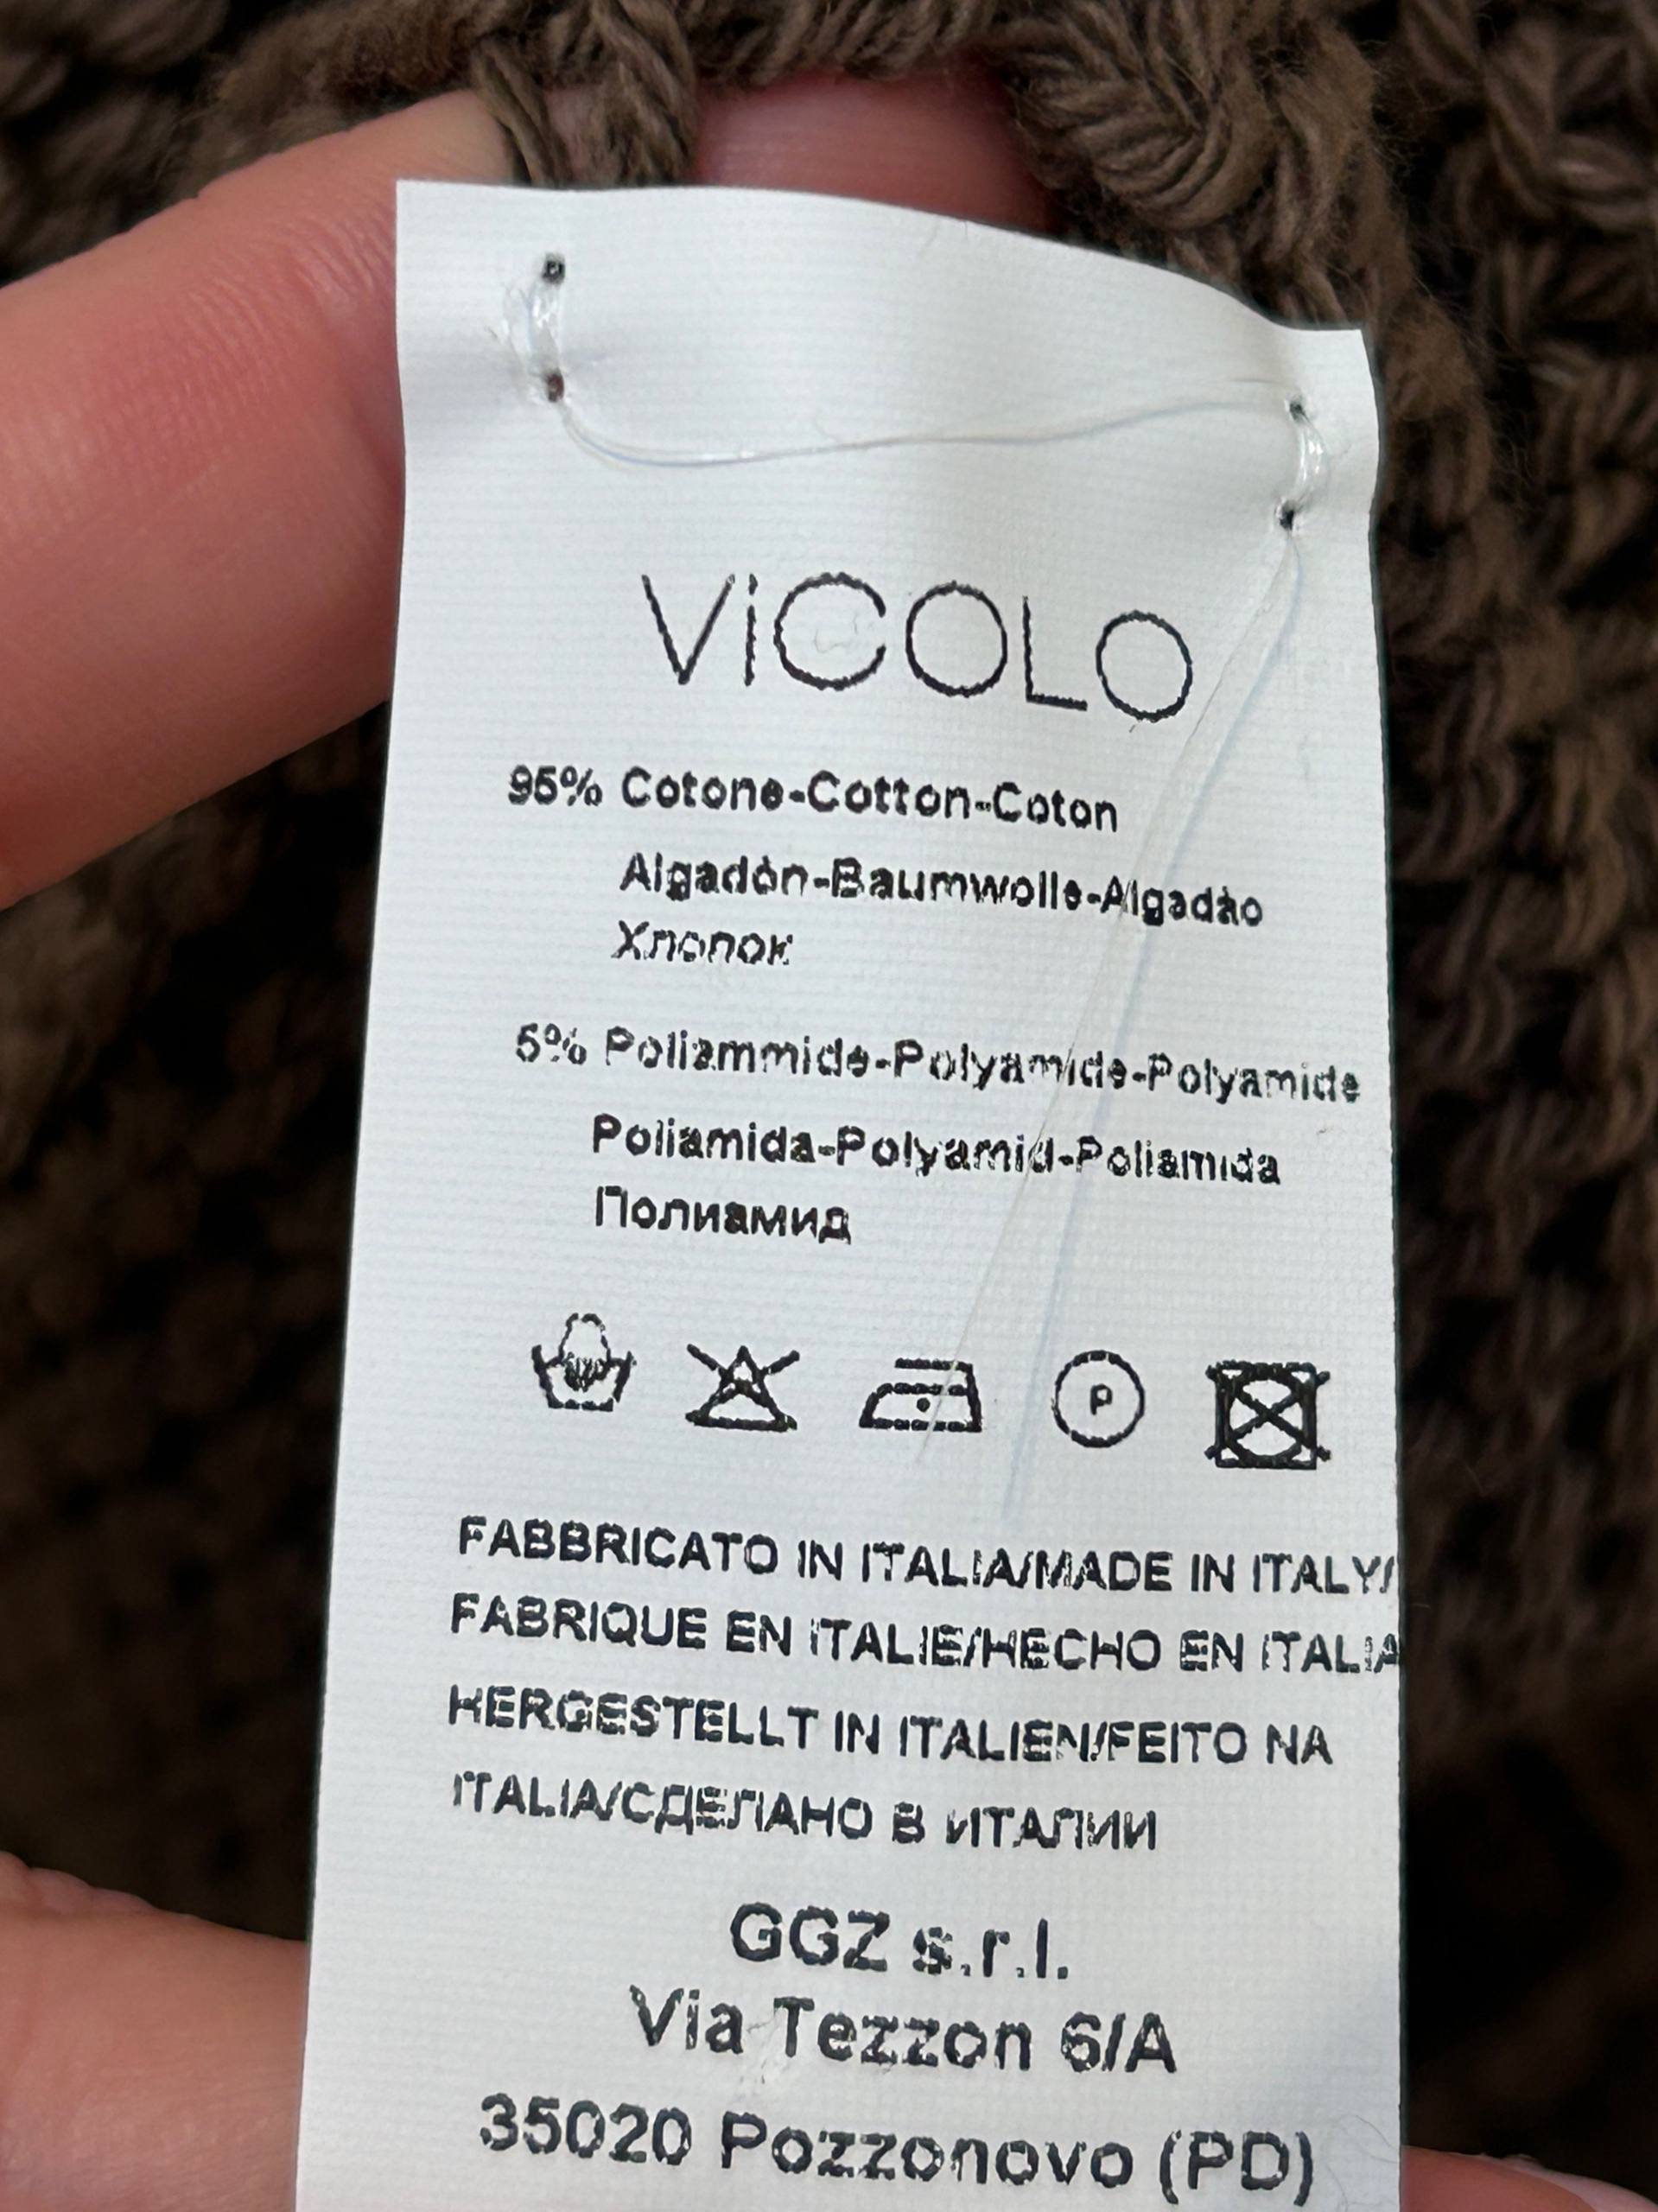 ViCOLO
95% Cotone-Cotton-Coton
Algadón-Baumwolle-Algadão
Хлопок
5% Poliammide-Polyamide-Polyamide
Poliamida-Polyamid-Poliamida
Полиамид
P
FABBRICATO IN ITALIA/MADE IN ITALY/
FABRIQUE EN ITALIE/HECHO EN ITALIA
HERGESTELLT IN ITALIEN/FEITO NA
ITALIA/СДЕЛАНО В ИТАЛИИ
GGZ s.r.l.
Via Tezzon 6/A
35020 Pozzonovo (PD)